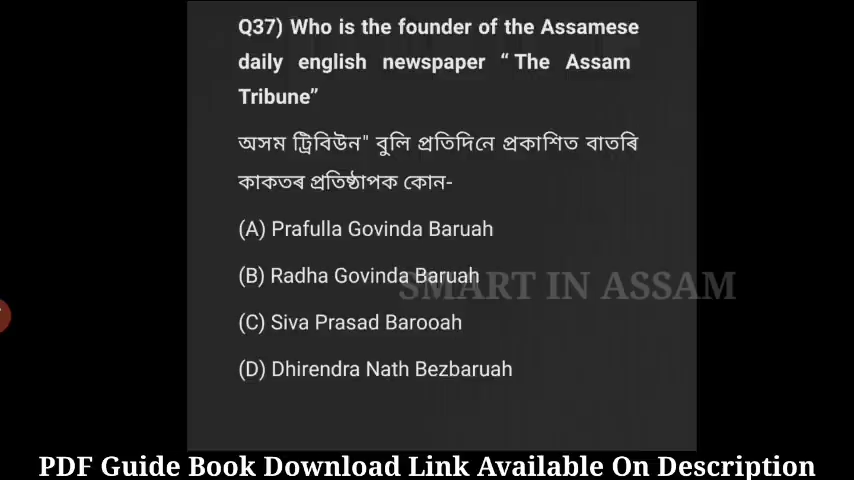 Q37) Who is the founder of the Assamese
daily english newspaper “ The Assam
Tribune”
অসম ট্ৰিবিউন" বুলি প্ৰতিদিনে প্ৰকাশিত বাতৰি
কাকতৰ প্ৰতিষ্ঠাপক কোন-
(A) Prafulla Govinda Baruah
(B) Radha Govinda Baruah
SMART IN ASSAM
(C) Siva Prasad Barooah
(D) Dhirendra Nath Bezbaruah
PDF Guide Book Download Link Available On Description